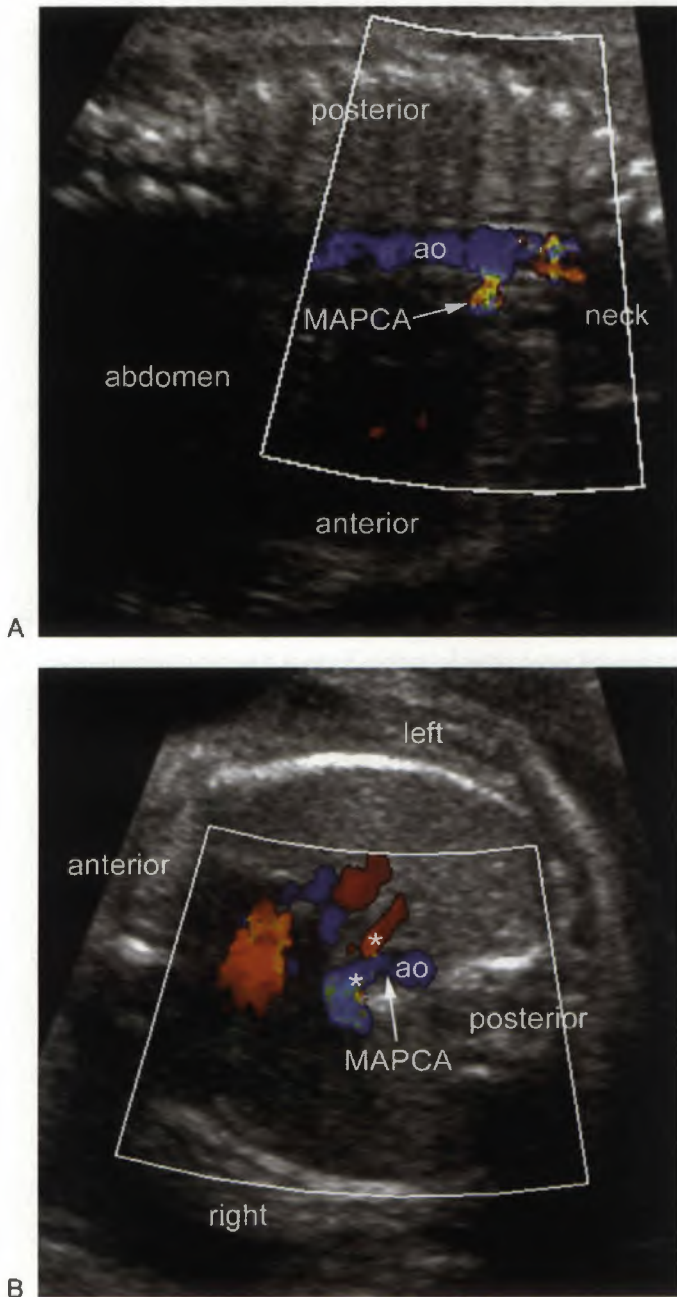 posterior
ao
MAPCA
neck
abdomen
anterior
A
left
anterior
*
ao
*
posterior
MAPCA
right
B